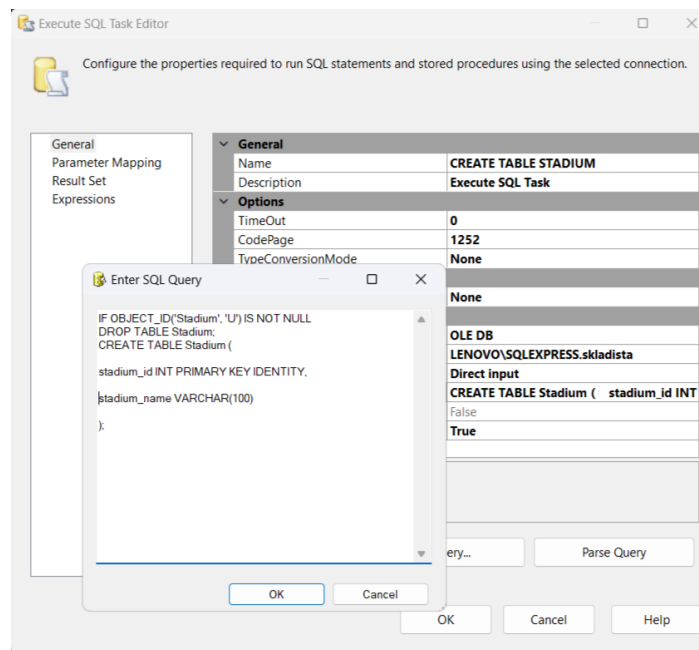 Execute SQL Task Editor
Configure the properties required to run SQL statements and stored procedures using the selected connection.
General
Parameter Mapping
Result Set
Expressions
General
Name CREATE TABLE STADIUM
Description Execute SQL Task
Options
TimeOut 0
CodePage 1252
TypeConversionMode None
None
OLE DB
LENOVO\SQLEXPRESS.skladista
Direct input
CREATE TABLE Stadium ( stadium_id INT
False
True
Enter SQL Query
IF OBJECT_ID('Stadium', 'U') IS NOT NULL
DROP TABLE Stadium;
CREATE TABLE Stadium (
stadium_id INT PRIMARY KEY IDENTITY,
stadium_name VARCHAR(100)
);
OK Cancel
ery... Parse Query
OK Cancel Help